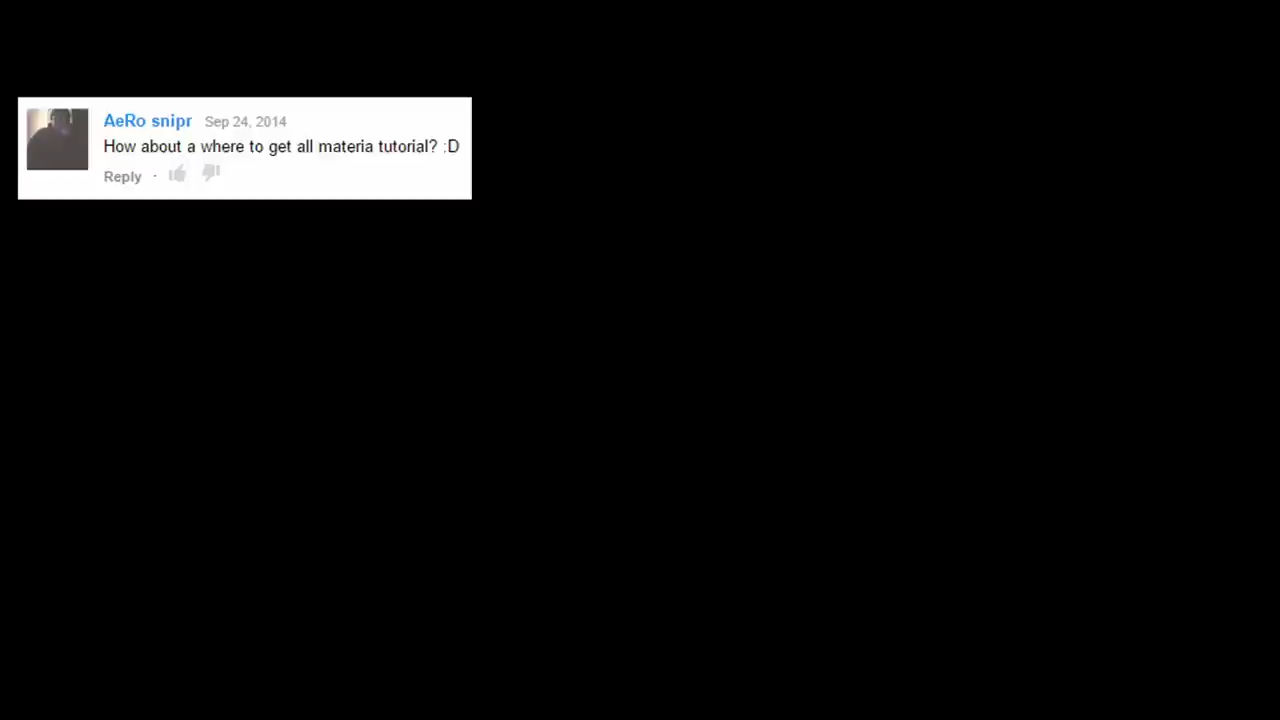 AeRo snipr Sep 24, 2014
How about a where to get all materia tutorial? :D
Reply ·